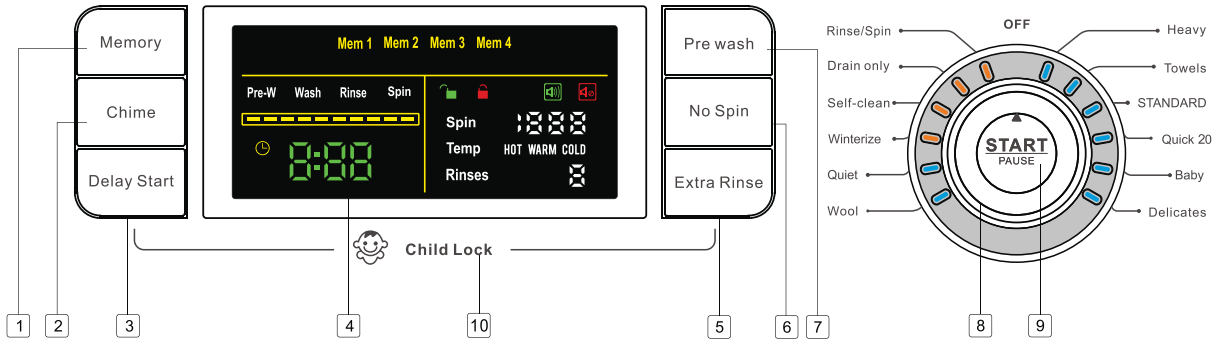 Memory
Chime
Delay Start
Mem 1 Mem 2 Mem 3 Mem 4
Pre-W Wash Rinse Spin
8:88
Spin 1888
Temp HOT WARM COLD
Rinses 8
Pre wash
No Spin
Extra Rinse
Child Lock
OFF
Rinse/Spin
Drain only
Self-clean
Winterize
Quiet
Wool
Heavy
Towels
STANDARD
Quick 20
Baby
Delicates
START
PAUSE
1 2 3 4 10 5 6 7 8 9